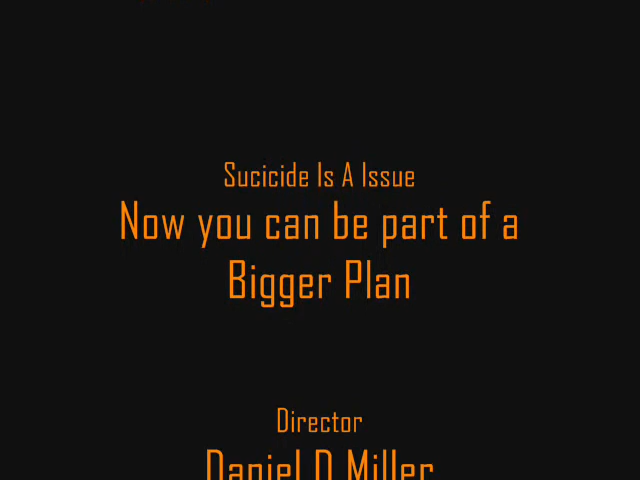 Sucicide Is A Issue
Now you can be part of a
Bigger Plan
Director
Daniel D Miller